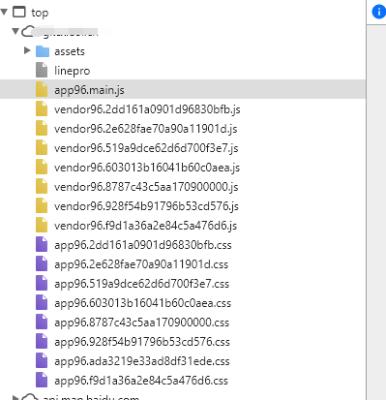 top
assets
linepro
app96.main.js
vendor96.2dd161a0901d96830bfb.js
vendor96.2e628fae70a90a11901d.js
vendor96.519a9dce62d6d700f3e7.js
vendor96.603013b16041b60c0aea.js
vendor96.8787c43c5aa170900000.js
vendor96.928f54b91796b53cd576.js
vendor96.f9d1a36a2e84c5a476d6.js
app96.2dd161a0901d96830bfb.css
app96.2e628fae70a90a11901d.css
app96.519a9dce62d6d700f3e7.css
app96.603013b16041b60c0aea.css
app96.8787c43c5aa170900000.css
app96.928f54b91796b53cd576.css
app96.ada3219e33ad8df31ede.css
app96.f9d1a36a2e84c5a476d6.css
api.map.baidu.com